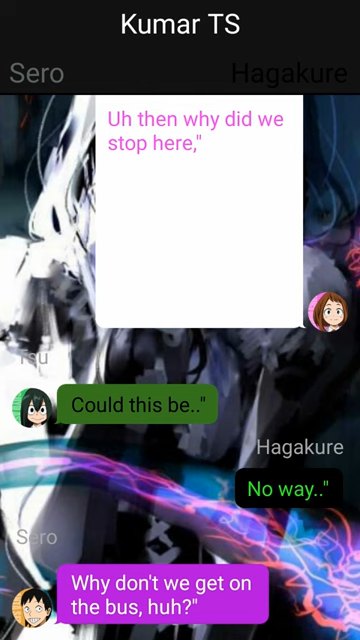 Kumar TS
Sero
Hagakure
Uh then why did we
stop here,"
Tsu
Could this be.."
Hagakure
No way.."
Sero
Why don't we get on
the bus, huh?"